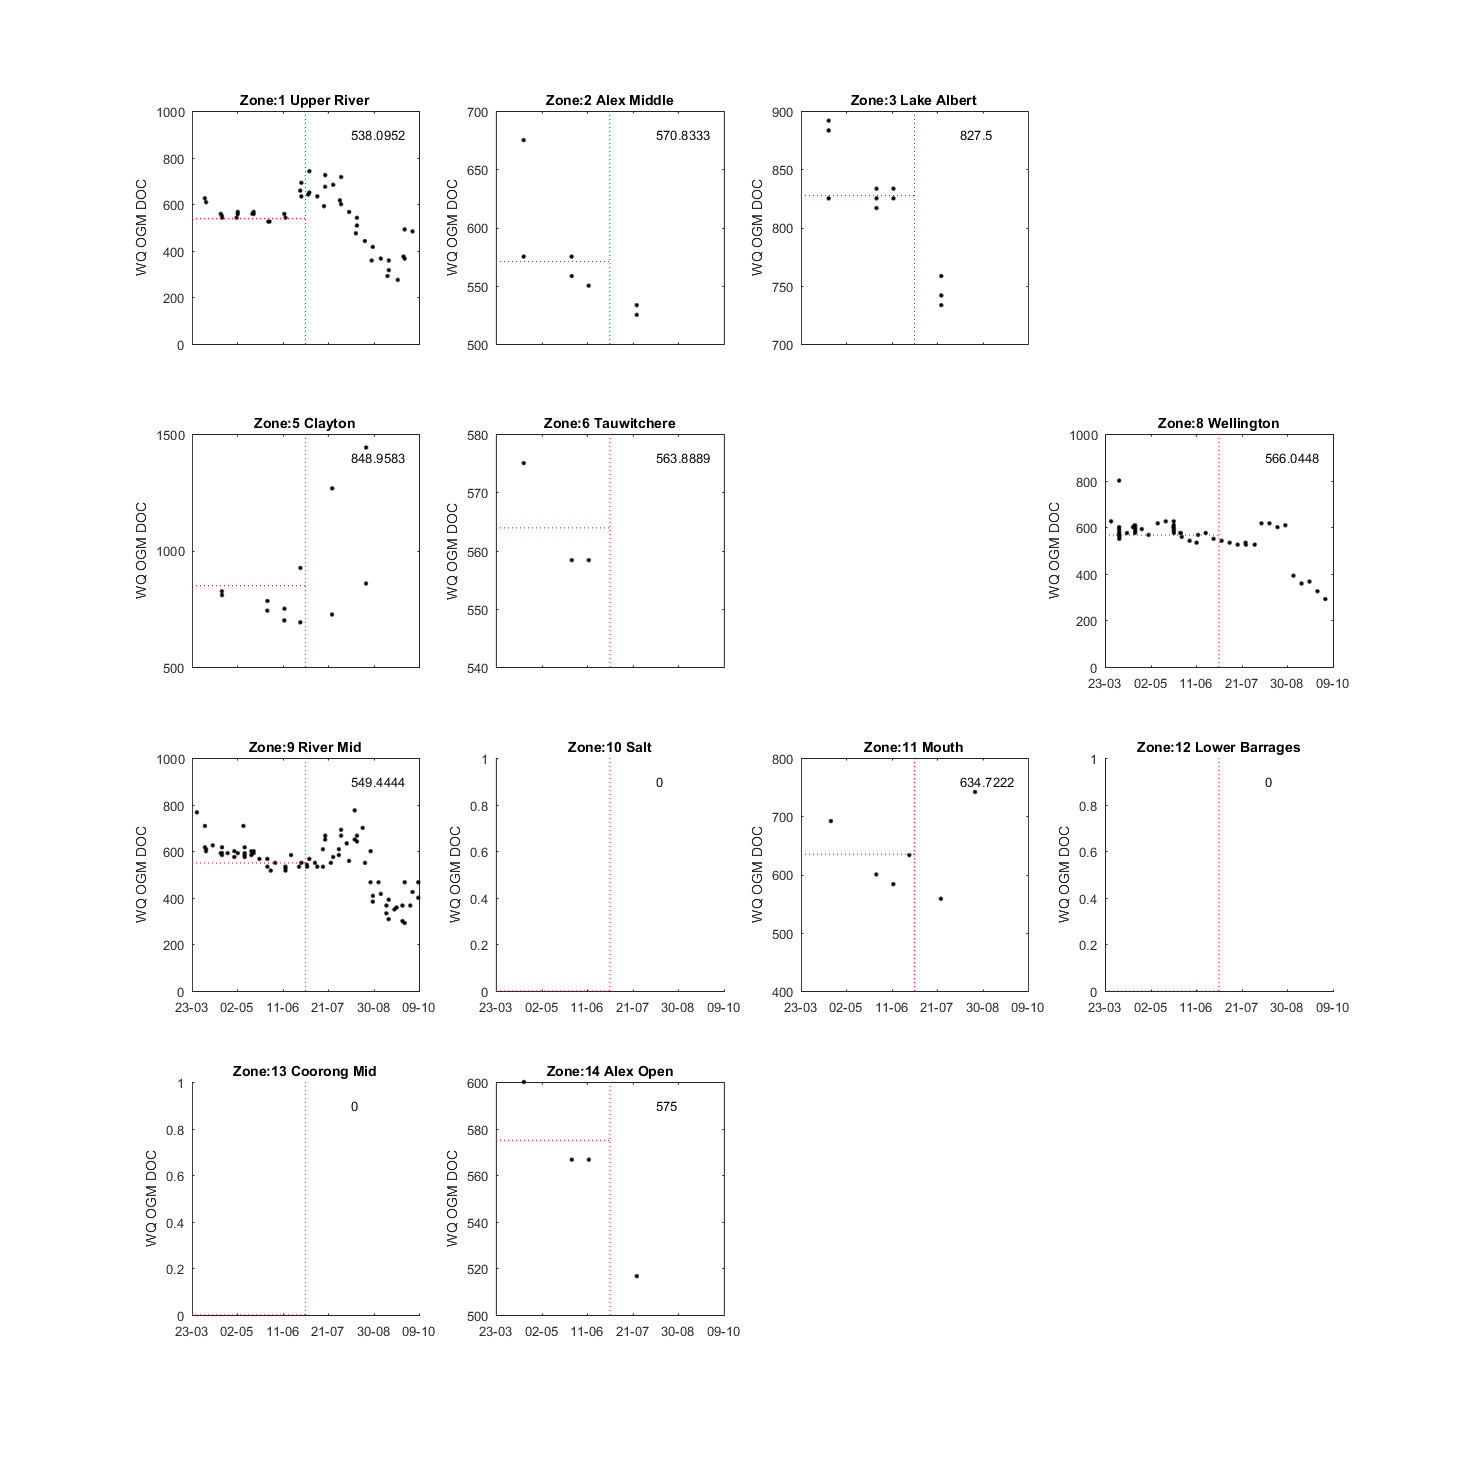 Zone:1 Upper River
538.0952
WQ OGM DOC
1000
800
600
400
200
0
Zone:2 Alex Middle
570.8333
WQ OGM DOC
700
650
600
550
500
Zone:3 Lake Albert
827.5
WQ OGM DOC
900
850
800
750
700
Zone:5 Clayton
848.9583
WQ OGM DOC
1500
1000
500
Zone:6 Tauwitchere
563.8889
WQ OGM DOC
580
570
560
550
540
Zone:8 Wellington
566.0448
WQ OGM DOC
1000
800
600
400
200
0
23-03 02-05 11-06 21-07 30-08 09-10
Zone:9 River Mid
549.4444
WQ OGM DOC
1000
800
600
400
200
0
23-03 02-05 11-06 21-07 30-08 09-10
Zone:10 Salt
0
WQ OGM DOC
1
0.8
0.6
0.4
0.2
0
23-03 02-05 11-06 21-07 30-08 09-10
Zone:11 Mouth
634.7222
WQ OGM DOC
800
700
600
500
400
23-03 02-05 11-06 21-07 30-08 09-10
Zone:12 Lower Barrages
0
WQ OGM DOC
1
0.8
0.6
0.4
0.2
0
23-03 02-05 11-06 21-07 30-08 09-10
Zone:13 Coorong Mid
0
WQ OGM DOC
1
0.8
0.6
0.4
0.2
0
23-03 02-05 11-06 21-07 30-08 09-10
Zone:14 Alex Open
575
WQ OGM DOC
600
580
560
540
520
500
23-03 02-05 11-06 21-07 30-08 09-10